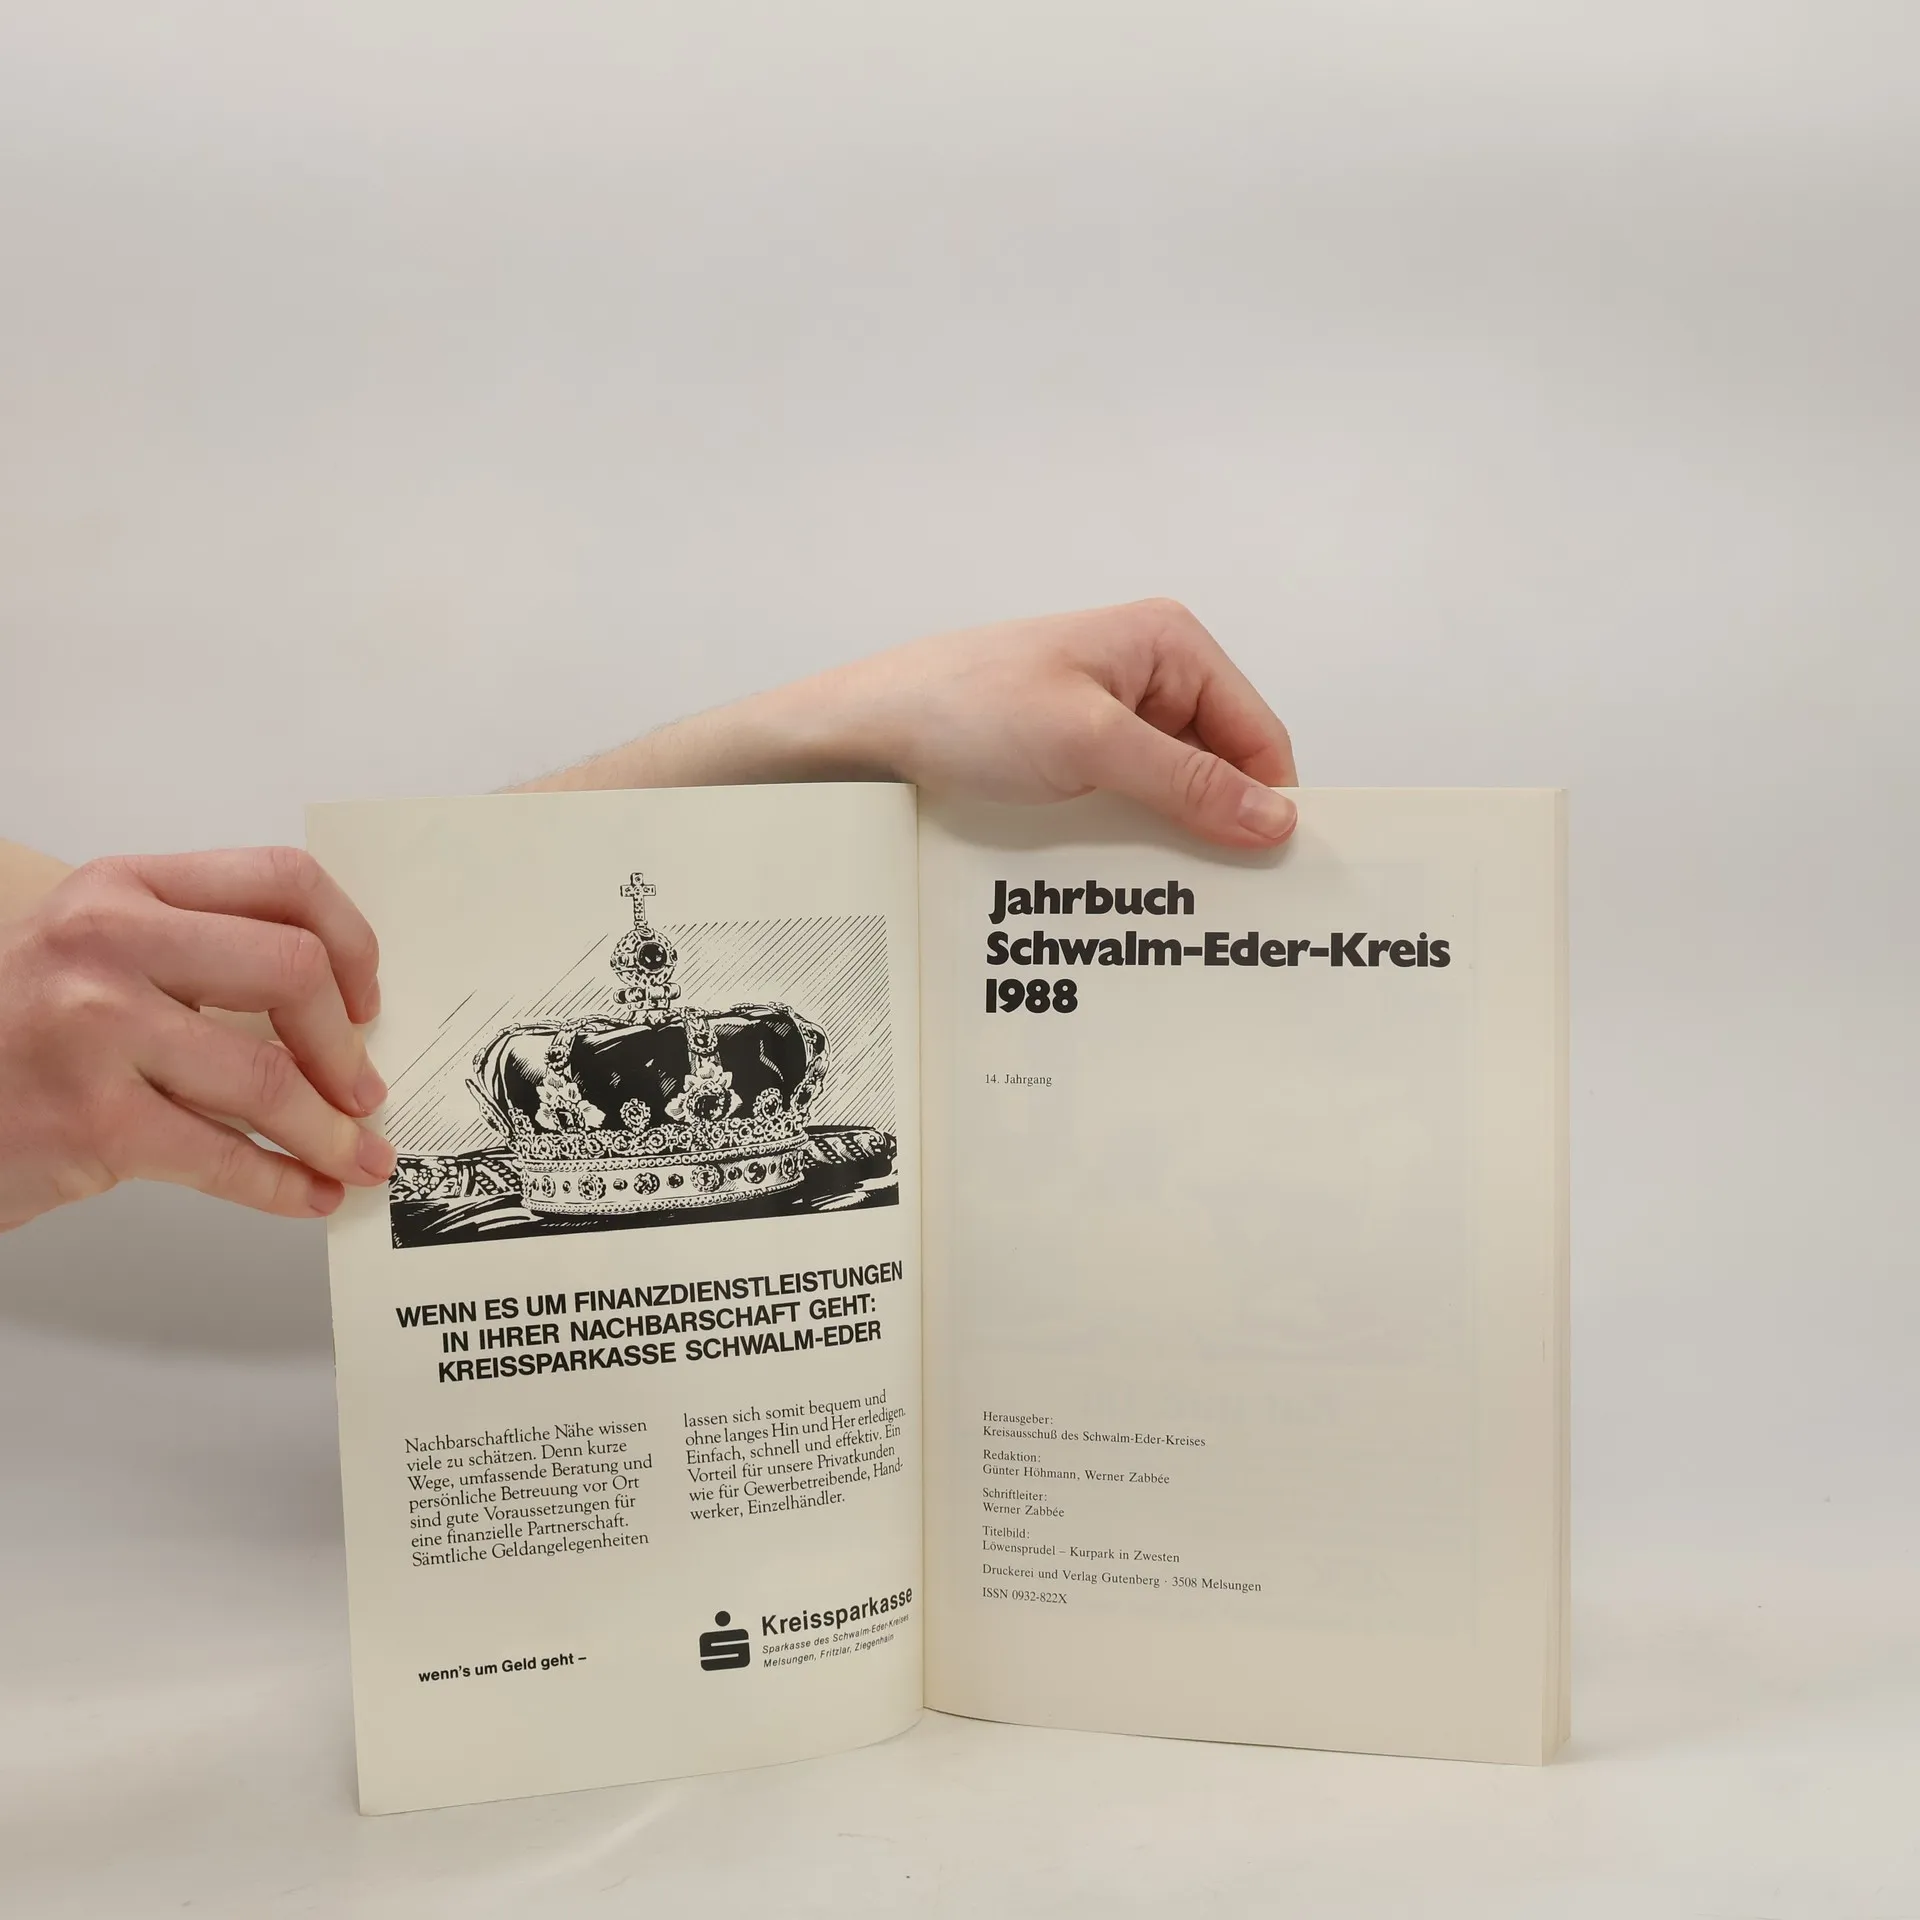 WENN ES UM FINANZDIENSTLEISTUNGEN
IN IHRER NACHBARSCHAFT GEHT:
KREISSPARKASSE SCHWALM-EDER
Nachbarschaftliche Nähe wissen
viele zu schätzen. Denn kurze
Wege, umfassende Beratung und
persönliche Betreuung vor Ort
sind gute Voraussetzungen für
eine finanzielle Partnerschaft.
Sämtliche Geldangelegenheiten
lassen sich somit bequem und
ohne langes Hin und Her erledigen.
Einfach, schnell und effektiv. Ein
Vorteil für unsere Privatkunden
wie für Gewerbetreibende, Hand-
werker, Einzelhändler.
wenn's um Geld geht –
Kreissparkasse
Sparkasse des Schwalm-Eder-Kreises
Melsungen, Fritzlar, Ziegenhain
Jahrbuch
Schwalm-Eder-Kreis
1988
14. Jahrgang
Herausgeber:
Kreisausschuß des Schwalm-Eder-Kreises
Redaktion:
Günter Höhmann, Werner Zabbée
Schriftleiter:
Werner Zabbée
Titelbild:
Löwensprudel – Kurpark in Zwesten
Druckerei und Verlag Gutenberg · 3508 Melsungen
ISSN 0932-822X